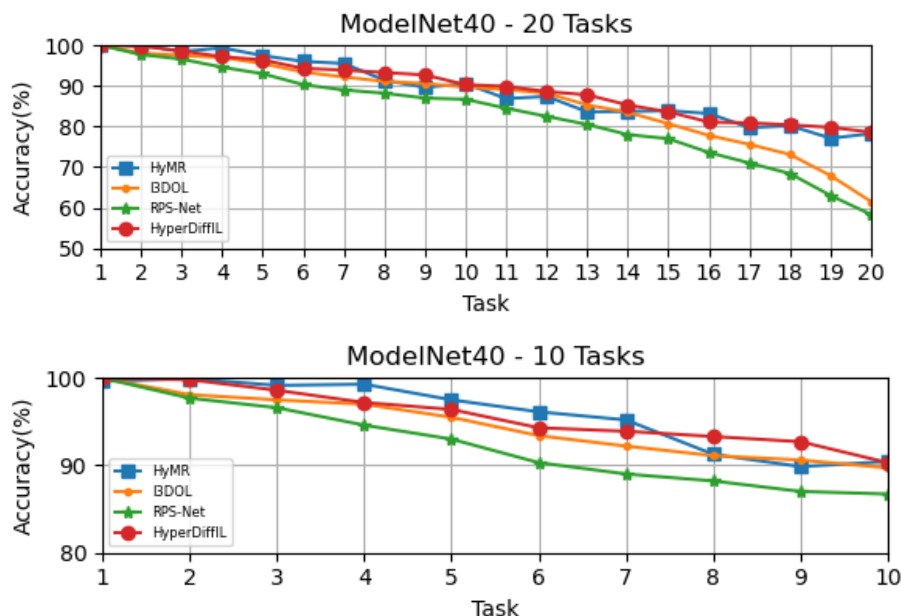 ModelNet40 - 20 Tasks
Accuracy(%)
100
90
80
70
60
50
HyMR
I3DOL
RPS-Net
HyperDiffIL
1 2 3 4 5 6 7 8 9 10 11 12 13 14 15 16 17 18 19 20
Task
ModelNet40 - 10 Tasks
Accuracy(%)
100
90
80
HyMR
I3DOL
RPS-Net
HyperDiffIL
1 2 3 4 5 6 7 8 9 10
Task